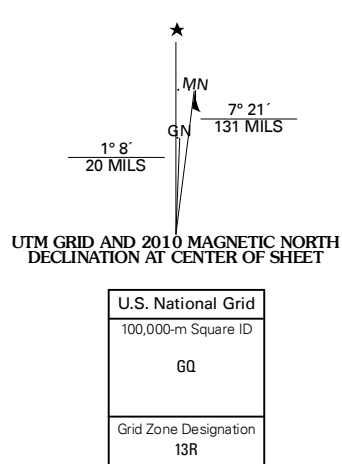 MN
7° 21´
131 MILS
GN
1° 8´
20 MILS
UTM GRID AND 2010 MAGNETIC NORTH
DECLINATION AT CENTER OF SHEET
U.S. National Grid
100,000-m Square ID
GQ
Grid Zone Designation
13R